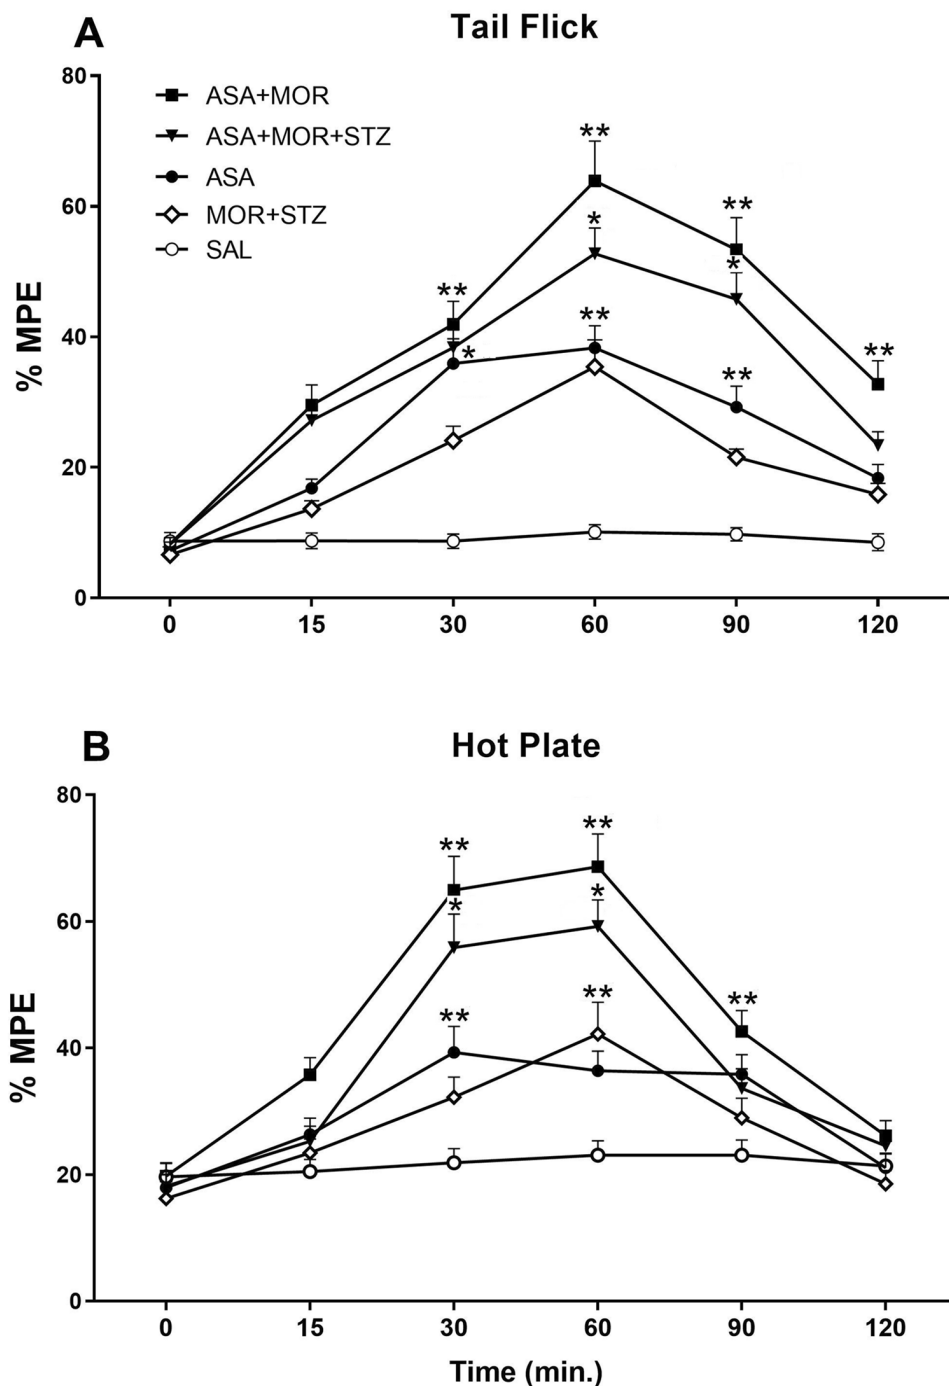 A
Tail Flick
80
60
40
20
0
% MPE
ASA+MOR
ASA+MOR+STZ
ASA
MOR+STZ
SAL
**
**
**
*
*
**
*
**
**
0 15 30 60 90 120
B
Hot Plate
80
60
40
20
0
% MPE
**
**
*
*
**
**
**
0 15 30 60 90 120
Time (min.)